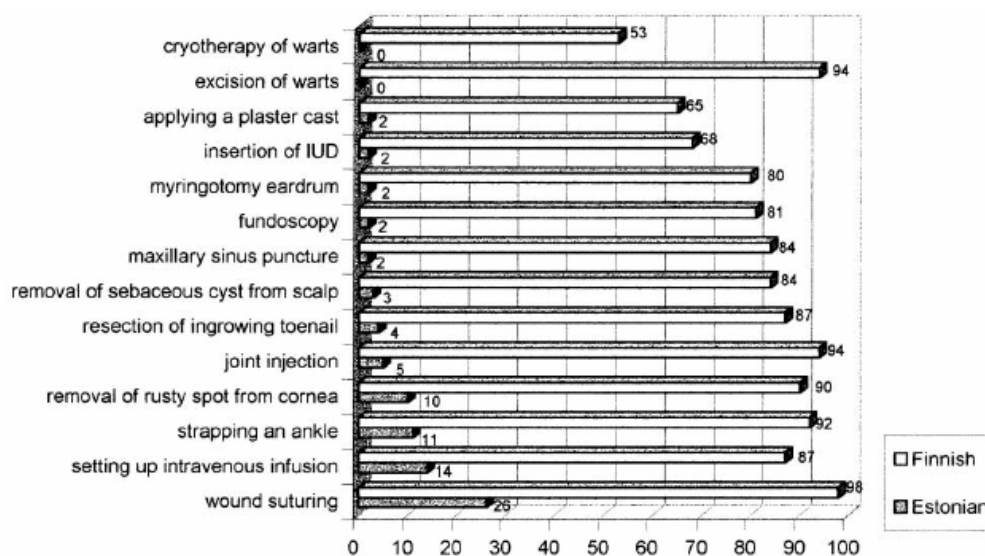 cryotherapy of warts 53
0
excision of warts 94
0
applying a plaster cast 65
2
insertion of IUD 68
2
myringotomy eardrum 80
2
fundoscopy 81
2
maxillary sinus puncture 84
2
removal of sebaceous cyst from scalp 84
3
resection of ingrowing toenail 87
4
joint injection 94
5
removal of rusty spot from cornea 90
10
strapping an ankle 92
11
setting up intravenous infusion 87
14
wound suturing 98
26
0 10 20 30 40 50 60 70 80 90 100
Finnish
Estonian